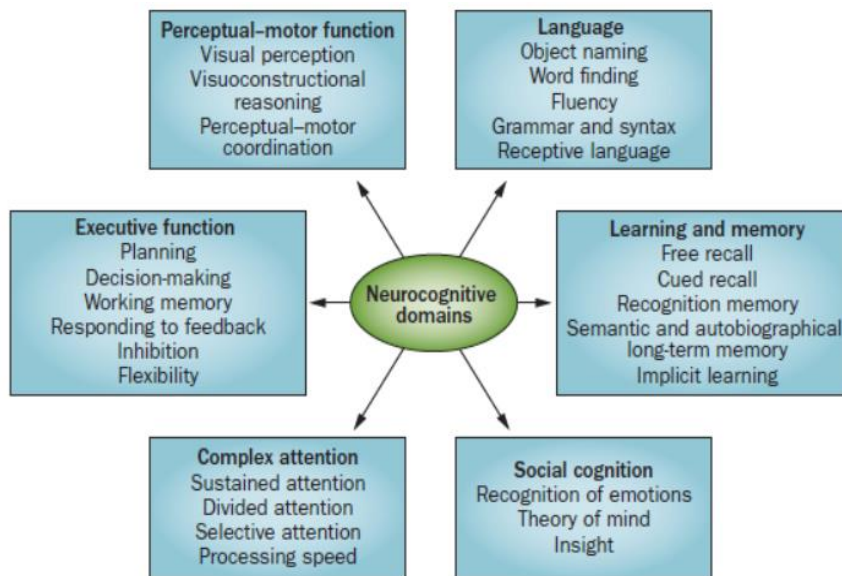 Perceptual–motor function
Visual perception
Visuoconstructional
reasoning
Perceptual–motor
coordination
Language
Object naming
Word finding
Fluency
Grammar and syntax
Receptive language
Executive function
Planning
Decision-making
Working memory
Responding to feedback
Inhibition
Flexibility
Neurocognitive
domains
Learning and memory
Free recall
Cued recall
Recognition memory
Semantic and autobiographical
long-term memory
Implicit learning
Complex attention
Sustained attention
Divided attention
Selective attention
Processing speed
Social cognition
Recognition of emotions
Theory of mind
Insight